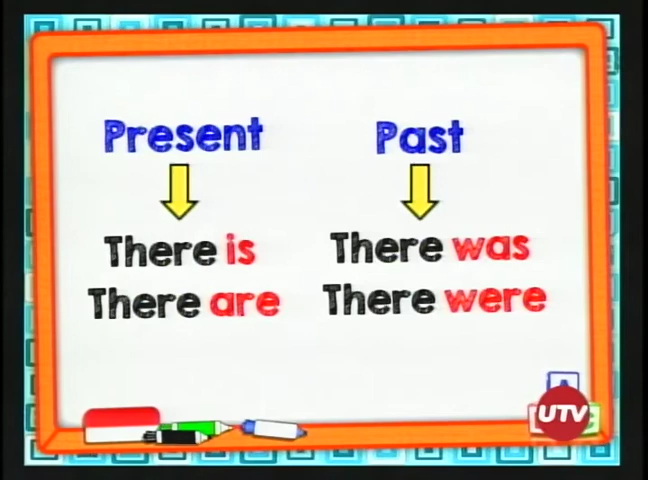 Present
Past
There is
There are
There was
There were
A
UTV